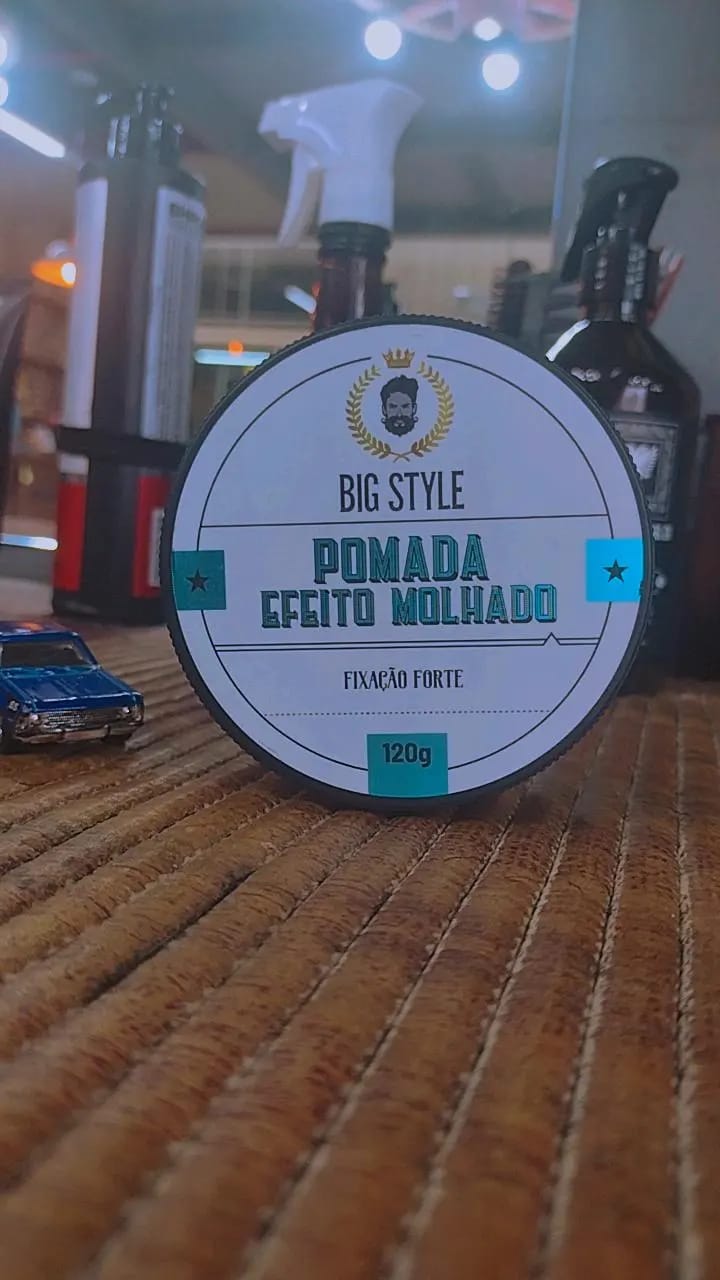 BIG STYLE
POMADA
EFEITO MOLHADO
FIXAÇÃO FORTE
120g